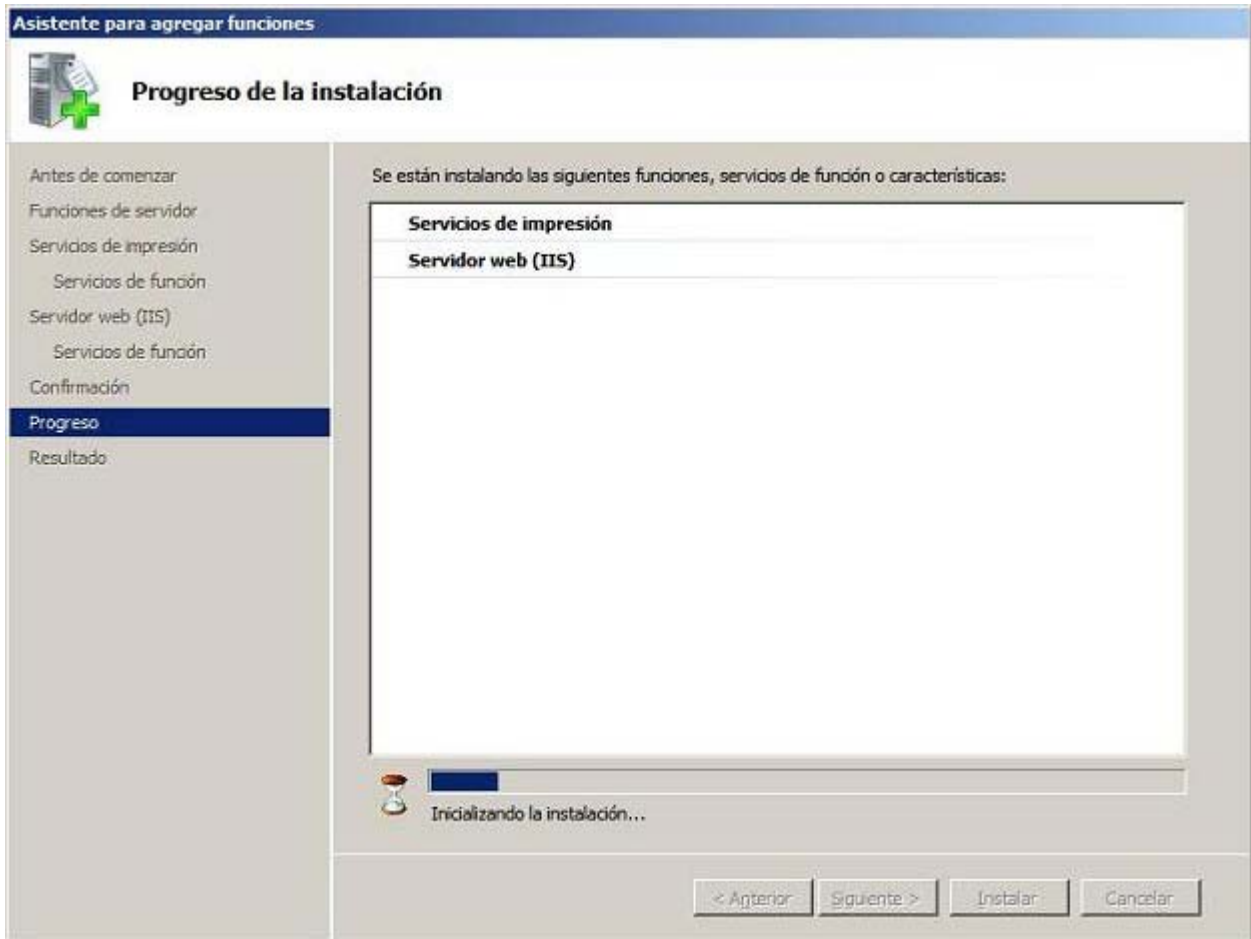 Asistente para agregar funciones
Progreso de la instalación
Antes de comenzar
Funciones de servidor
Servicios de impresión
Servicios de función
Servidor web (IIS)
Servicios de función
Confirmación
Progreso
Resultado
Se están instalando las siguientes funciones, servicios de función o características:
Servicios de impresión
Servidor web (IIS)
Inicializando la instalación...
< Anterior
Siguiente >
Instalar
Cancelar